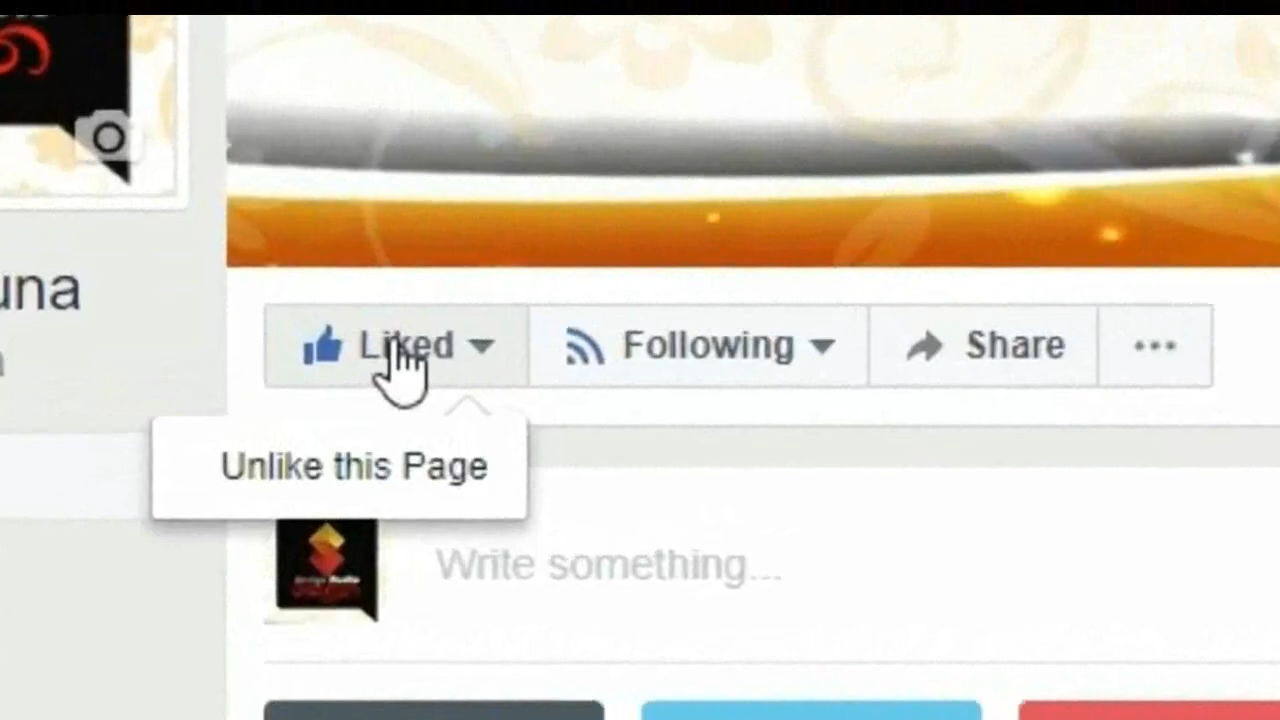 una
Liked
Following
Share
Unlike this Page
Write something...